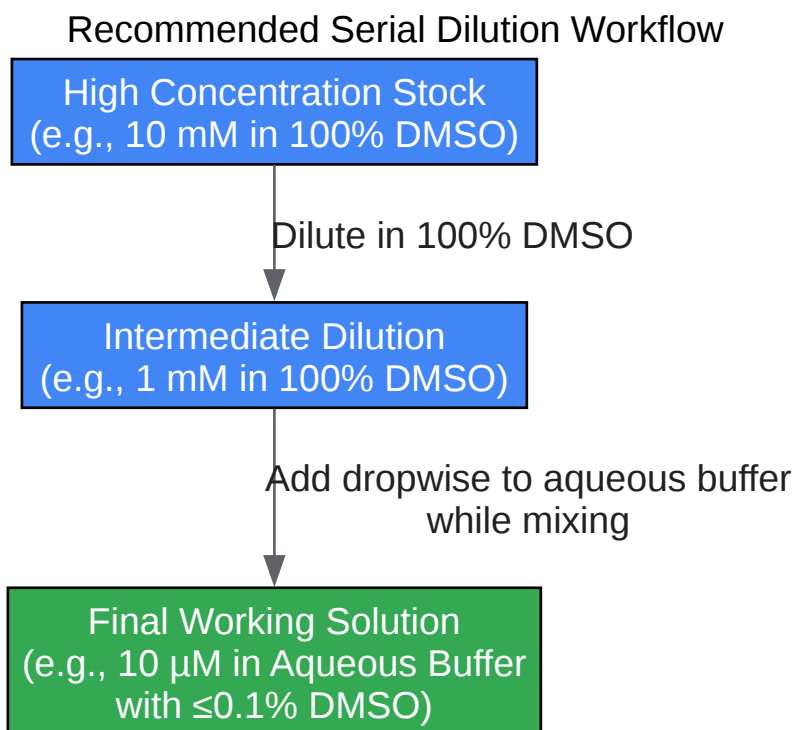 Recommended Serial Dilution Workflow
High Concentration Stock
(e.g., 10 mM in 100% DMSO)
Dilute in 100% DMSO
Intermediate Dilution
(e.g., 1 mM in 100% DMSO)
Add dropwise to aqueous buffer
while mixing
Final Working Solution
(e.g., 10 µM in Aqueous Buffer
with ≤0.1% DMSO)